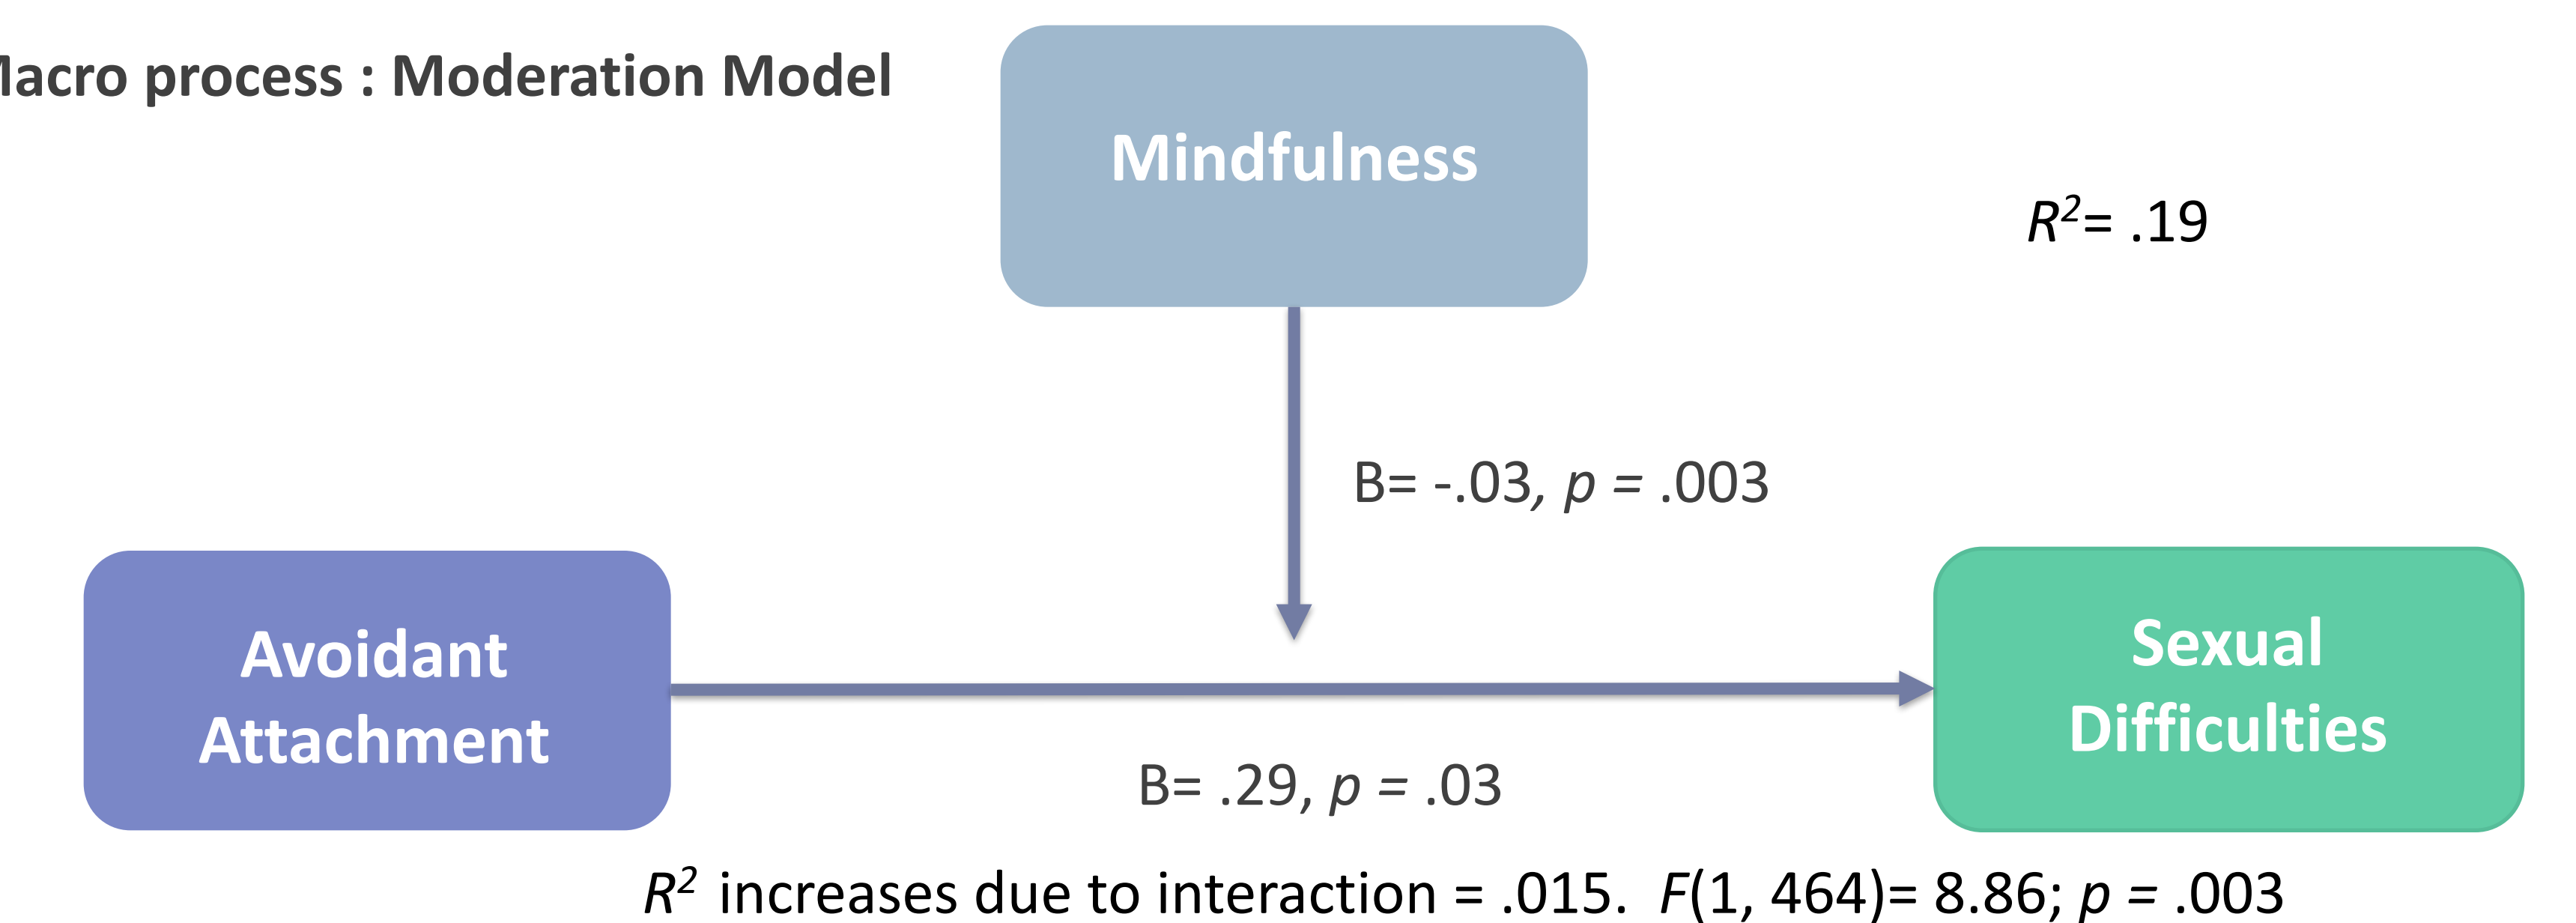 lacro process : Moderation Model
Mindfulness
R²= .19
B= -.03, p = .003
Avoidant
Attachment
Sexual
Difficulties
B= .29, p = .03
R² increases due to interaction = .015. F(1, 464)= 8.86; p = .003